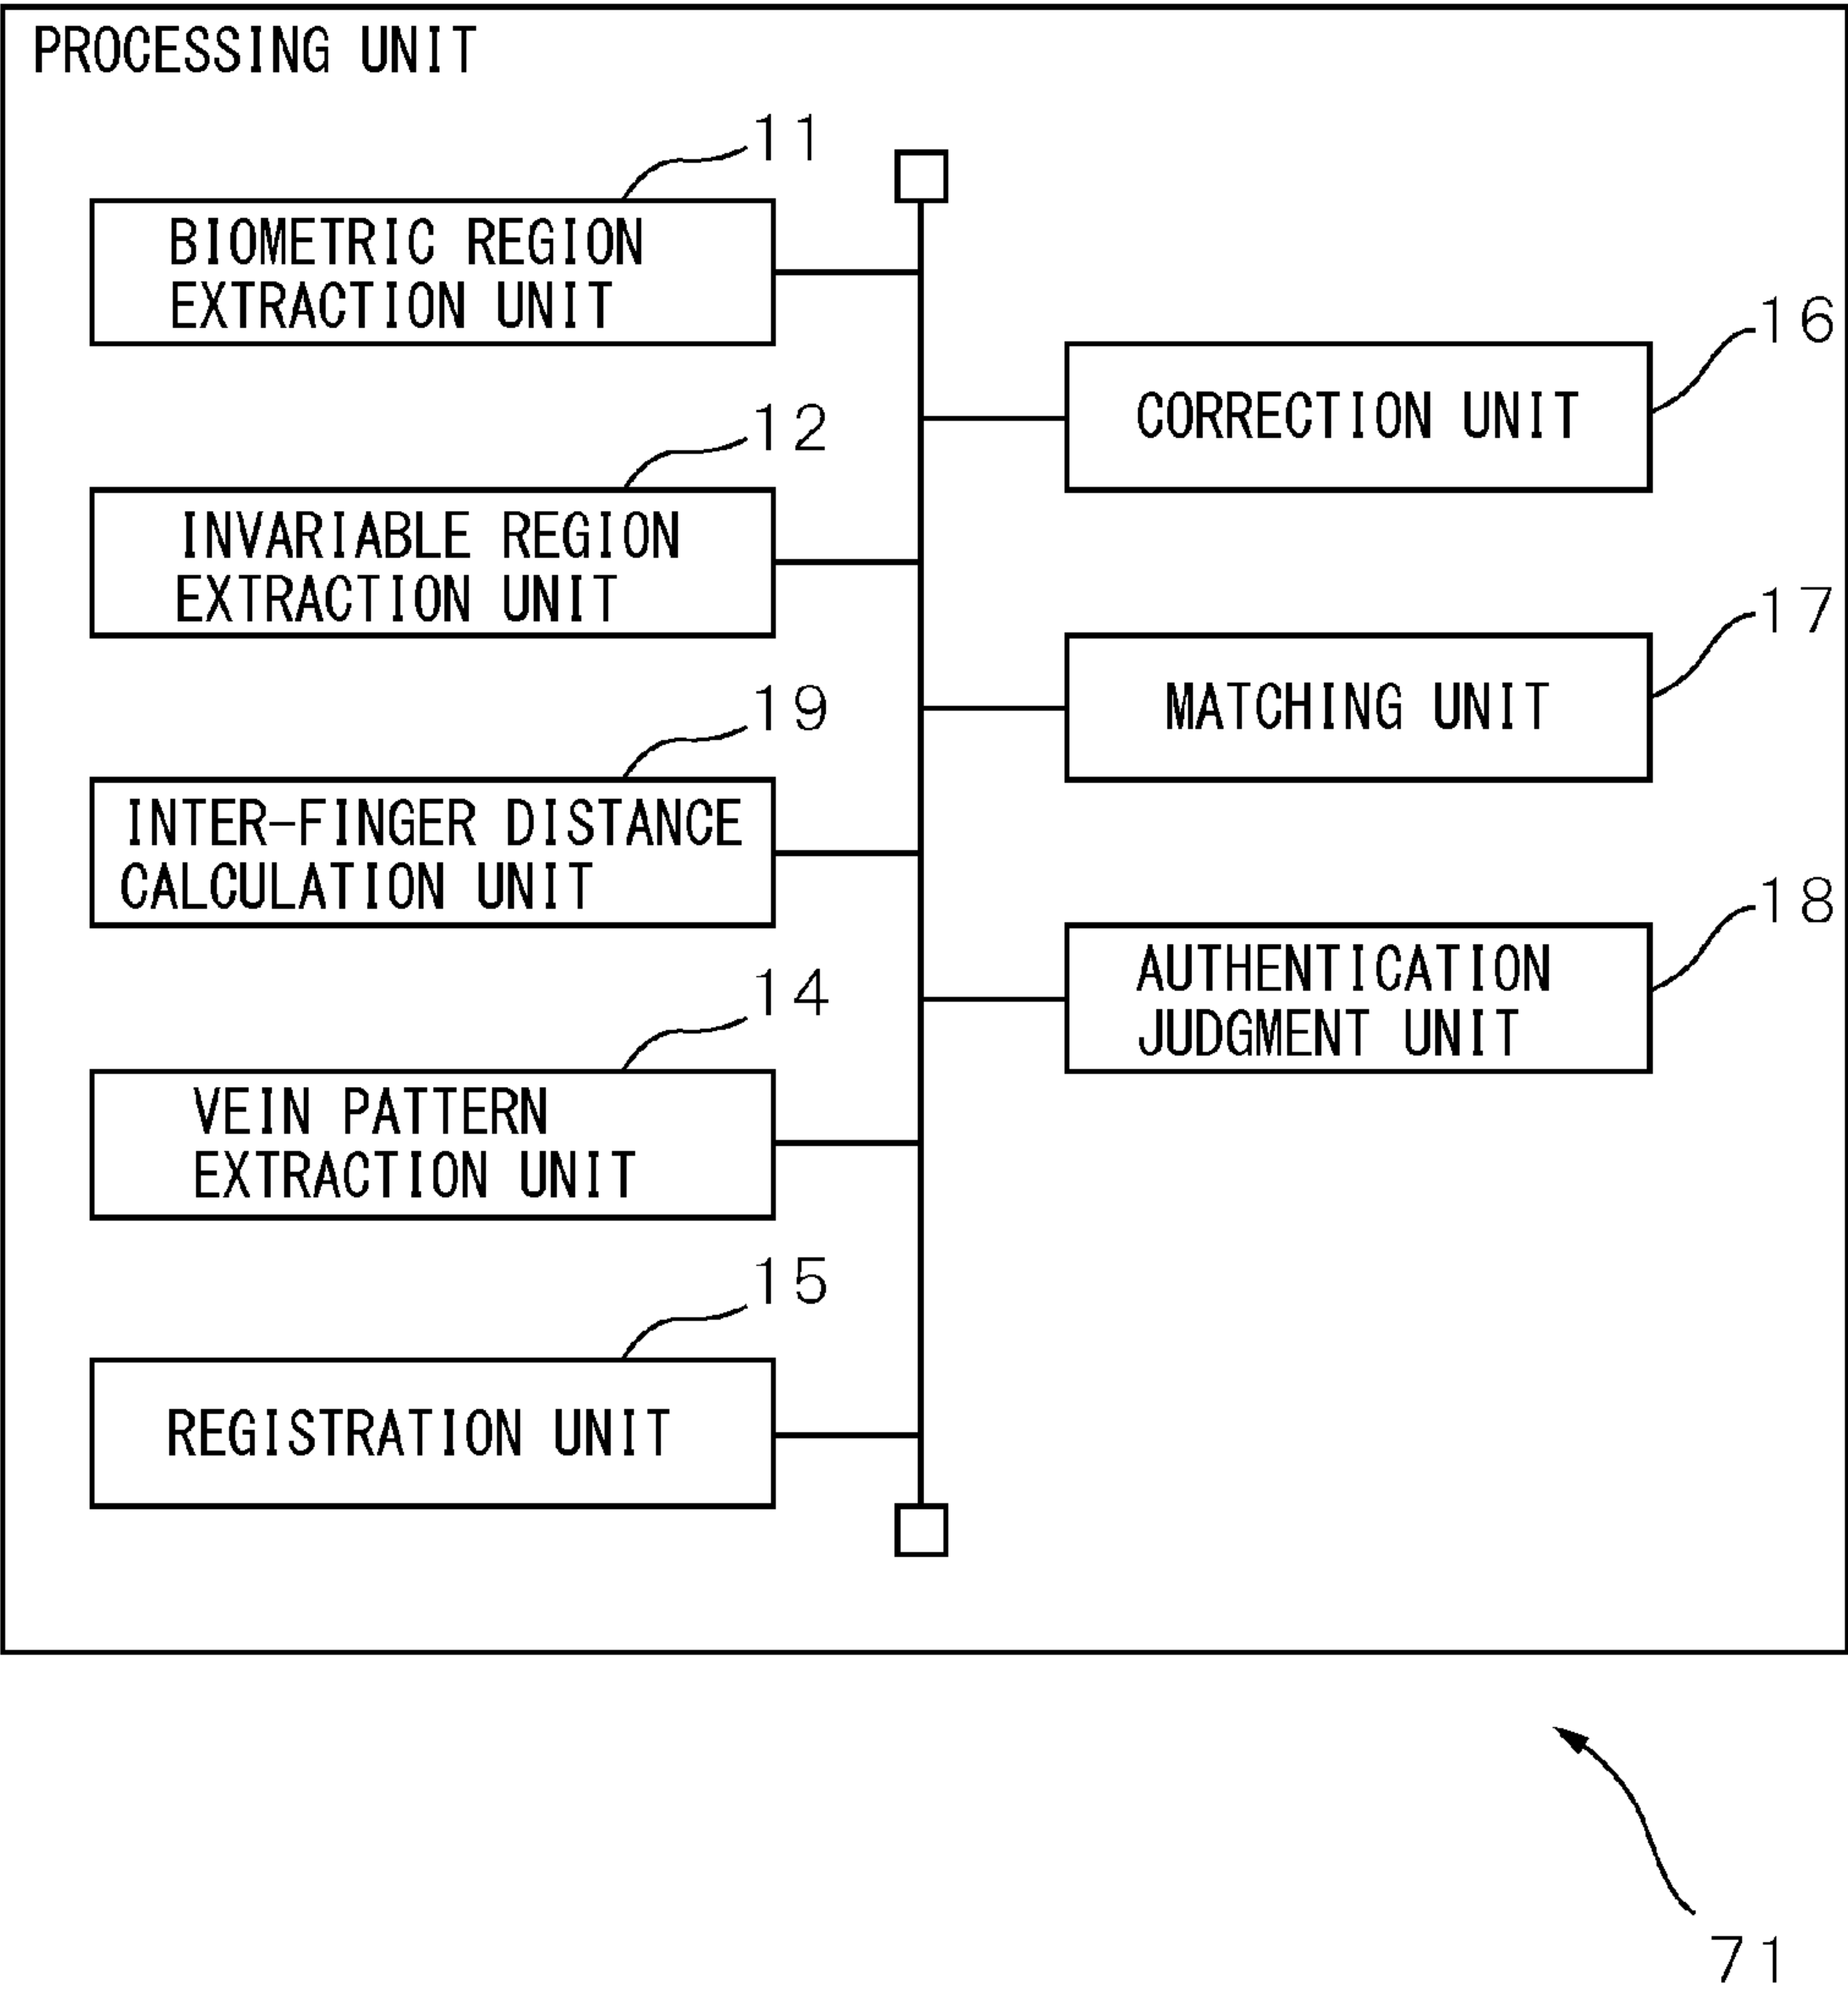 PROCESSING UNIT
11
BIOMETRIC REGION
EXTRACTION UNIT
12
INVARIABLE REGION
EXTRACTION UNIT
19
INTER-FINGER DISTANCE
CALCULATION UNIT
14
VEIN PATTERN
EXTRACTION UNIT
15
REGISTRATION UNIT
16
CORRECTION UNIT
17
MATCHING UNIT
18
AUTHENTICATION
JUDGMENT UNIT
71